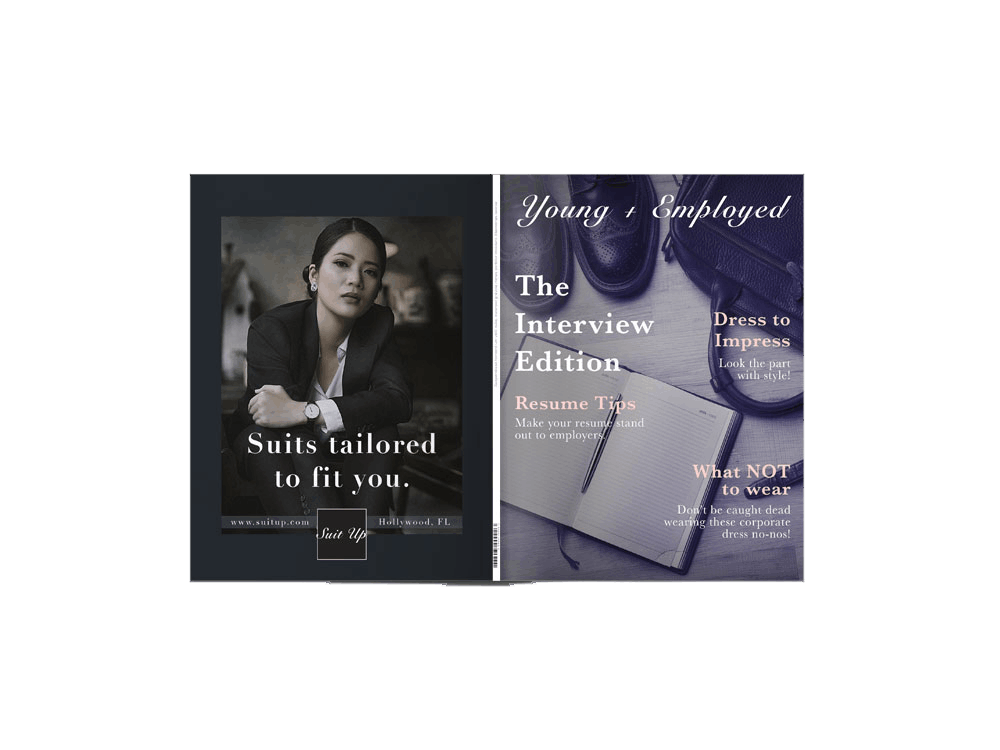 Suits tailored
to fit you.
www.suitup.com
Hollywood, FL
Suit Up
Young + Employed
The
Interview
Edition
Dress to
Impress
Look the part
with style!
Resume Tips
Make your resume stand
out to employers.
What NOT
to wear
Don't be caught dead
wearing these corporate
dress no-nos!